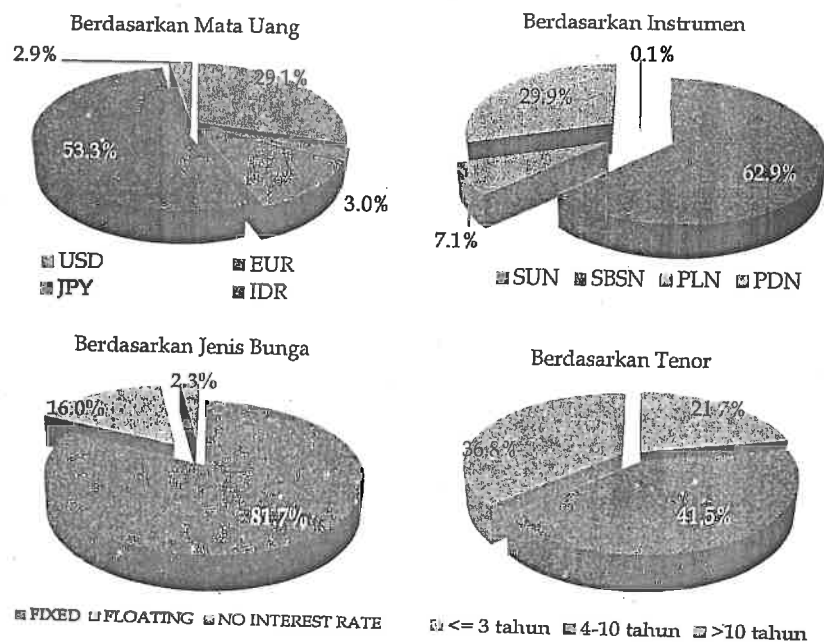 Berdasarkan Mata Uang
2.9%
29.1%
53.3%
3.0%
USD EUR
JPY IDR
Berdasarkan Instrumen
0.1%
29.9%
62.9%
7.1%
SUN SBSN PLN PDN
Berdasarkan Jenis Bunga
2.3%
16.0%
81.7%
FIXED FLOATING NO INTEREST RATE
Berdasarkan Tenor
21.7%
36.8%
41.5%
<= 3 tahun 4-10 tahun >10 tahun